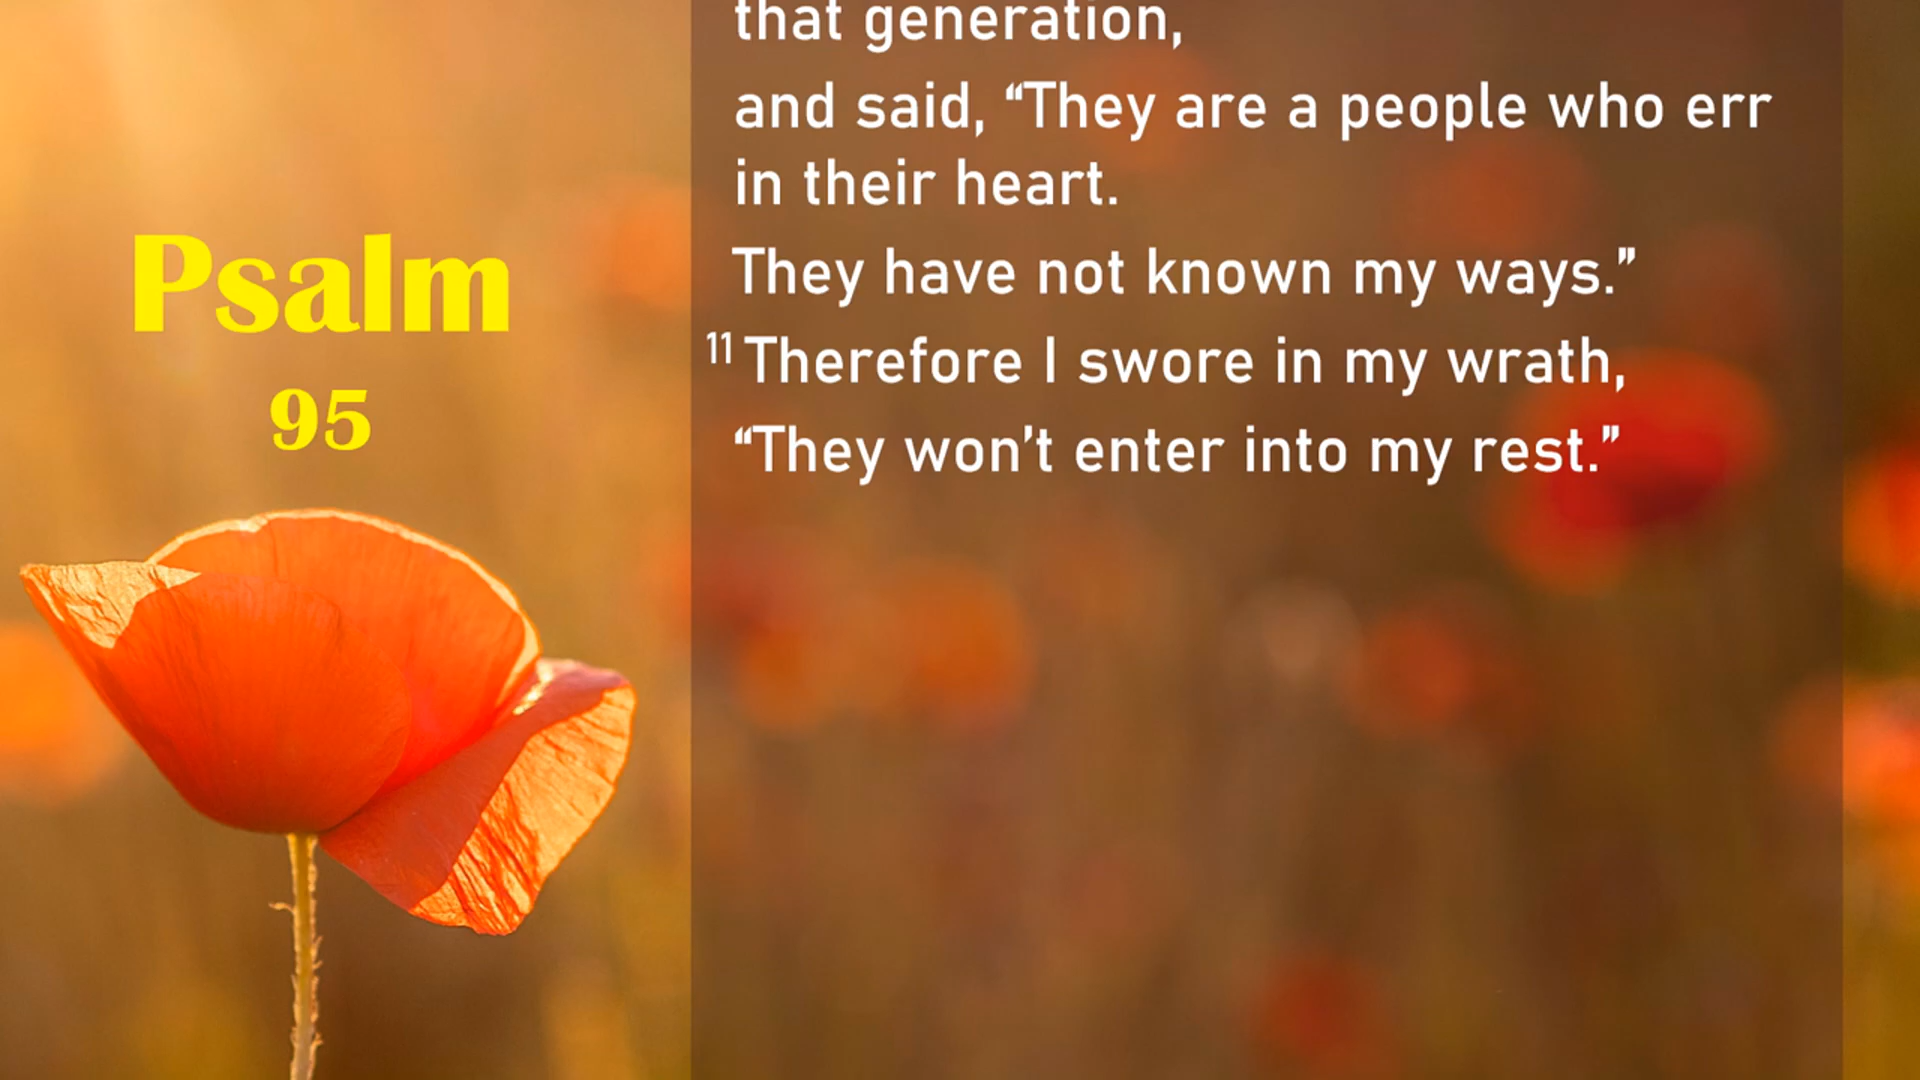 Psalm
95
that generation,
and said, “They are a people who err
in their heart.
They have not known my ways.”
11 Therefore I swore in my wrath,
“They won’t enter into my rest.”